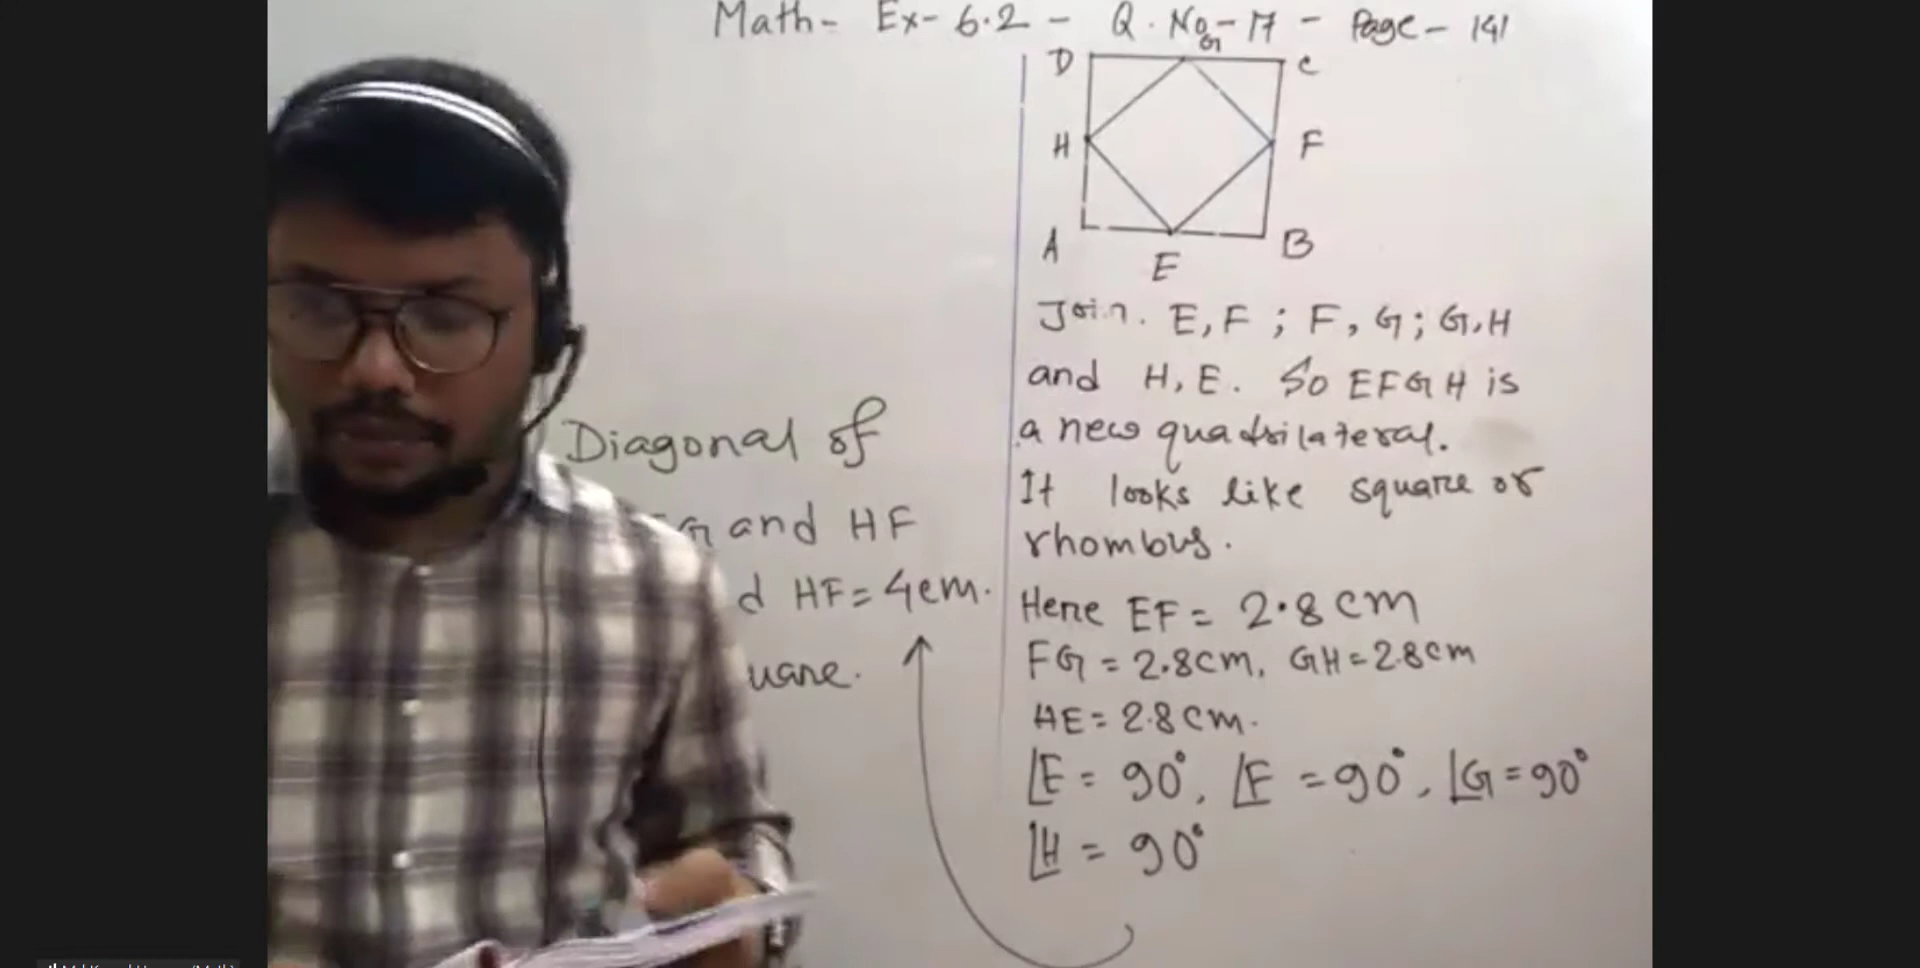 Math- Ex- 6.2 - Q. No - 17 - Page - 141
G
D
C
H
F
A
B
E
Join. E, F ; F, G; G, H
and H, E. So EFGH is
a new quadrilateral.
It looks like square or
rhombus.
Here EF = 2.8 cm
FG = 2.8cm, GH = 2.8cm
HE = 2.8 cm.
∠E = 90°, ∠F = 90°, ∠G = 90°
∠H = 90°
Diagonal of
and HF
HF = 4cm.